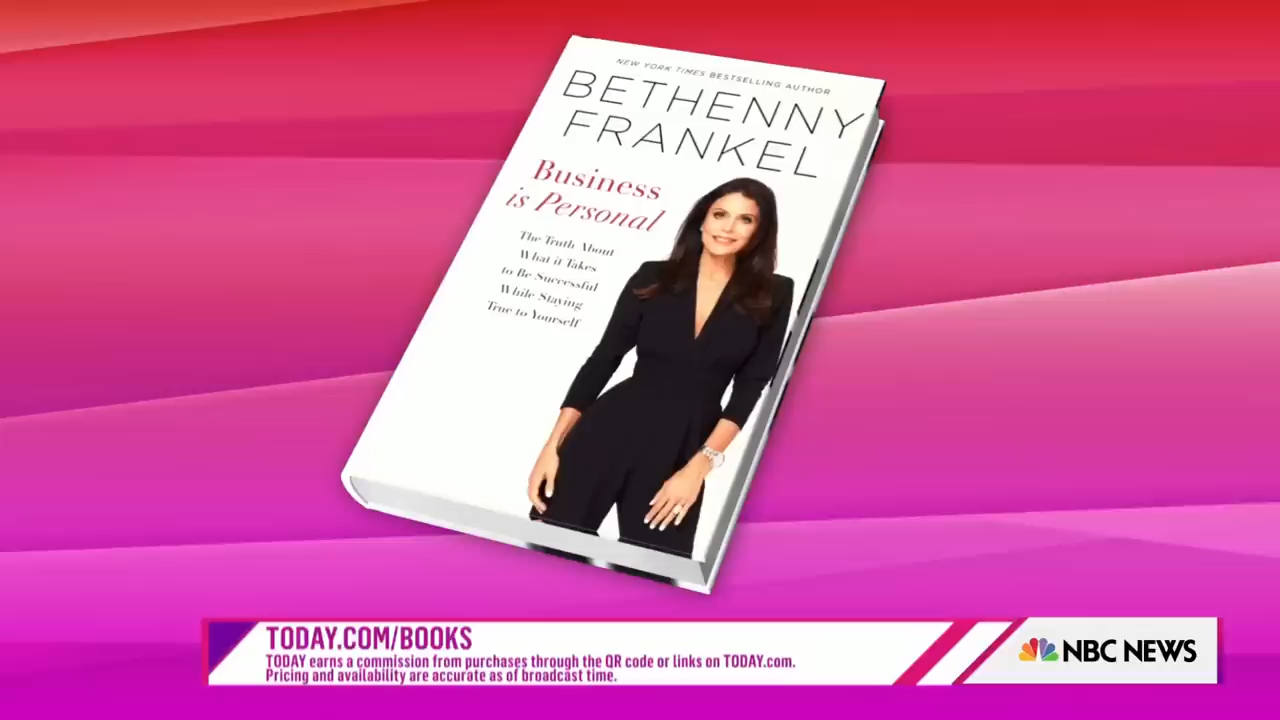 NEW YORK TIMES BESTSELLING AUTHOR
BETHENNY
FRANKEL
Business
is Personal
The Truth About
What it Takes
to Be Successful
While Staying
True to Yourself
TODAY.COM/BOOKS
TODAY earns a commission from purchases through the QR code or links on TODAY.com.
Pricing and availability are accurate as of broadcast time.
NBC NEWS